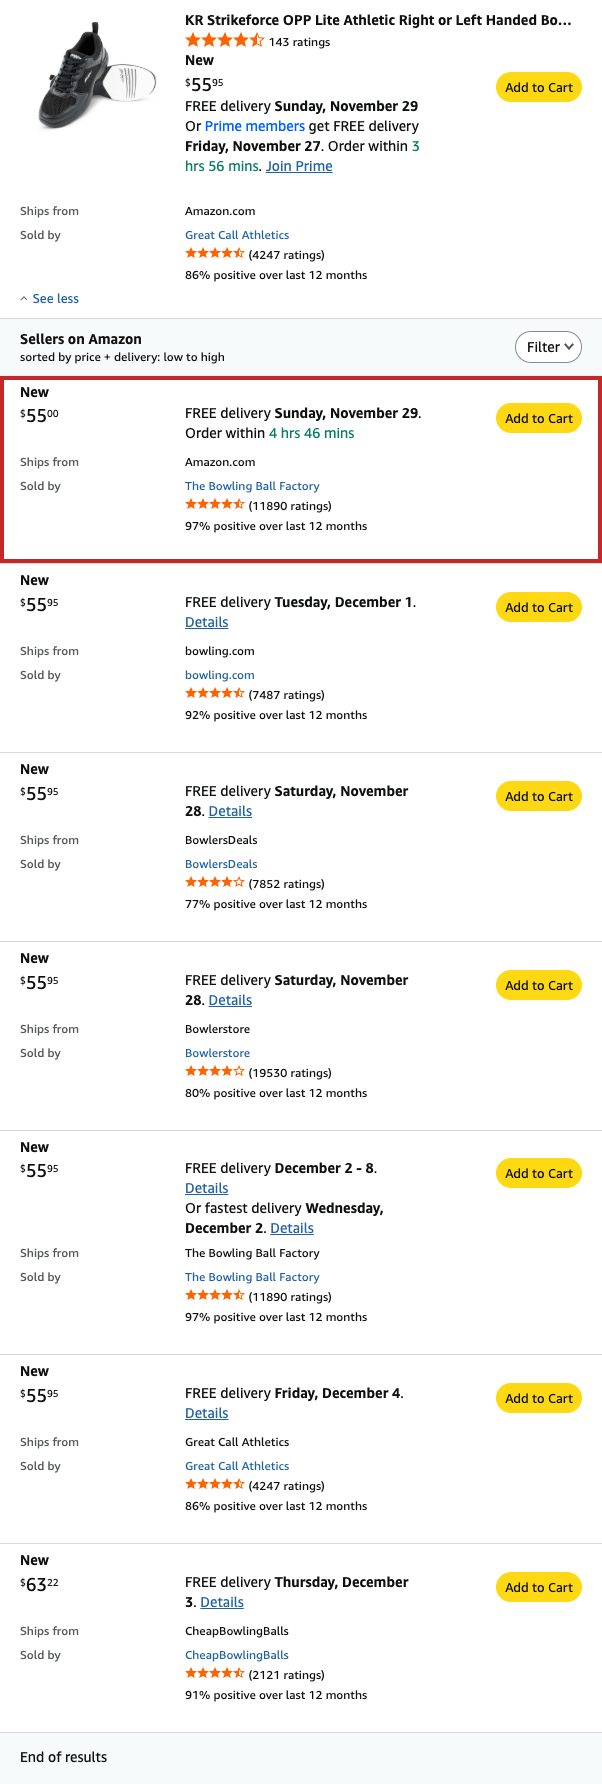 KR Strikeforce OPP Lite Athletic Right or Left Handed Bo...
143 ratings
New
$55 95
FREE delivery Sunday, November 29
Or Prime members get FREE delivery
Friday, November 27. Order within 3
hrs 56 mins. Join Prime
Add to Cart
Ships from Amazon.com
Sold by Great Call Athletics
(4247 ratings)
86% positive over last 12 months
See less
Sellers on Amazon
sorted by price + delivery: low to high
Filter
New
$55 00
FREE delivery Sunday, November 29.
Order within 4 hrs 46 mins
Add to Cart
Ships from Amazon.com
Sold by The Bowling Ball Factory
(11890 ratings)
97% positive over last 12 months
New
$55 95
FREE delivery Tuesday, December 1.
Details
Add to Cart
Ships from bowling.com
Sold by bowling.com
(7487 ratings)
92% positive over last 12 months
New
$55 95
FREE delivery Saturday, November
28. Details
Add to Cart
Ships from BowlersDeals
Sold by BowlersDeals
(7852 ratings)
77% positive over last 12 months
New
$55 95
FREE delivery Saturday, November
28. Details
Add to Cart
Ships from Bowlerstore
Sold by Bowlerstore
(19530 ratings)
80% positive over last 12 months
New
$55 95
FREE delivery December 2 - 8.
Details
Or fastest delivery Wednesday,
December 2. Details
Add to Cart
Ships from The Bowling Ball Factory
Sold by The Bowling Ball Factory
(11890 ratings)
97% positive over last 12 months
New
$55 95
FREE delivery Friday, December 4.
Details
Add to Cart
Ships from Great Call Athletics
Sold by Great Call Athletics
(4247 ratings)
86% positive over last 12 months
New
$63 22
FREE delivery Thursday, December
3. Details
Add to Cart
Ships from CheapBowlingBalls
Sold by CheapBowlingBalls
(2121 ratings)
91% positive over last 12 months
End of results